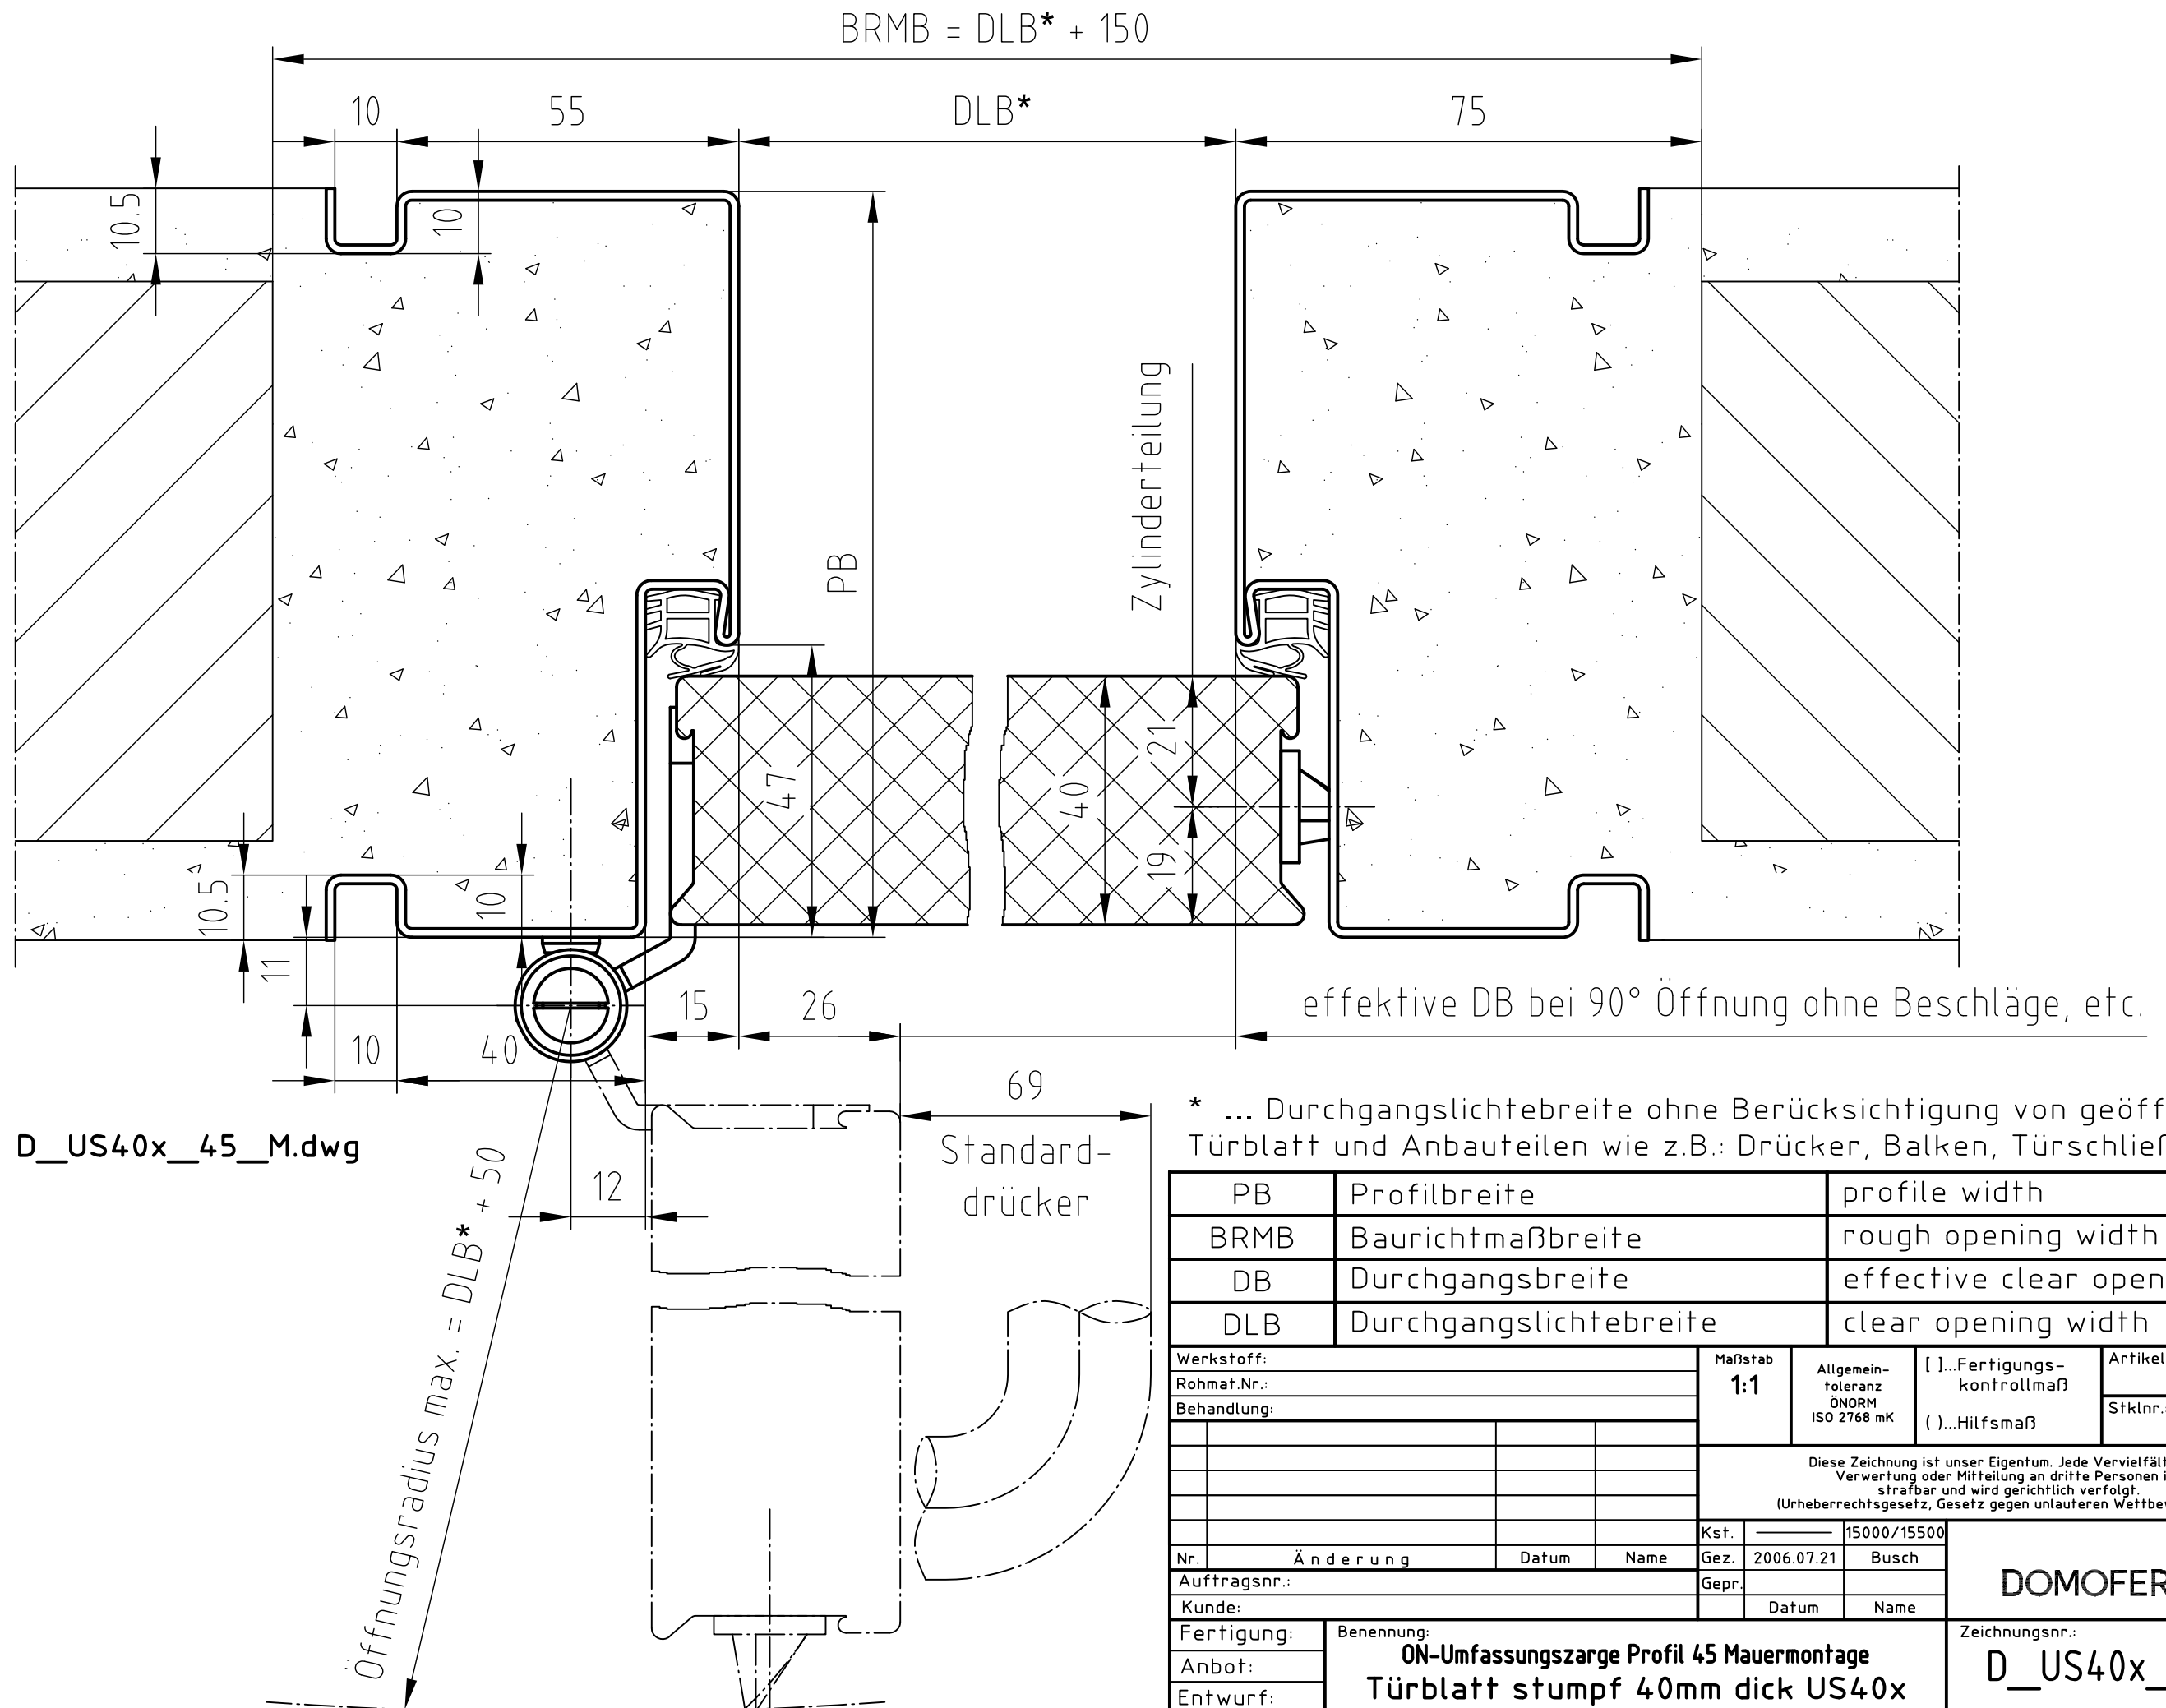 BRMB = DLB* + 150
10
55
DLB*
75
10.5
10
PB
Zylinderteilung
47
40
21
19
10.5
10
11
15
26
effektive DB bei 90° Öffnung ohne Beschläge, etc.
10
40
69
Standard-
drücker
12
D__US40x__45__M.dwg
Öffnungsradius max. = DLB* + 50
* ... Durchgangslichtebreite ohne Berücksichtigung von
Türblatt und Anbauteilen wie z.B.: Drücker, Balken,
PB Profilbreite profile width
BRMB Baurichtmaßbreite rough opening width
DB Durchgangsbreite effective clear
DLB Durchgangslichtebreite clear opening width
Werkstoff:
Rohmat.Nr.:
Behandlung:
Maßstab
1:1
Allgemein-
toleranz
ÖNORM
ISO 2768 mK
[ ]...Fertigungs-
kontrollmaß
( )...Hilfsmaß
Artikel
Stklnr.:
Diese Zeichnung ist unser Eigentum. Jede
Verwertung oder Mitteilung an dritte Personen
strafbar und wird gerichtlich verfolgt.
(Urheberrechtsgesetz, Gesetz gegen unlauteren
Kst. 15000/15500
Nr. Änderung Datum Name Gez. 2006.07.21 Busch
Auftragsnr.: Gepr.
Kunde: Datum Name
DOMOFER
Fertigung:
Anbot:
Entwurf:
Benennung:
ON-Umfassungszarge Profil 45 Mauermontage
Türblatt stumpf 40mm dick US40x
Zeichnungsnr.:
D__US40x_